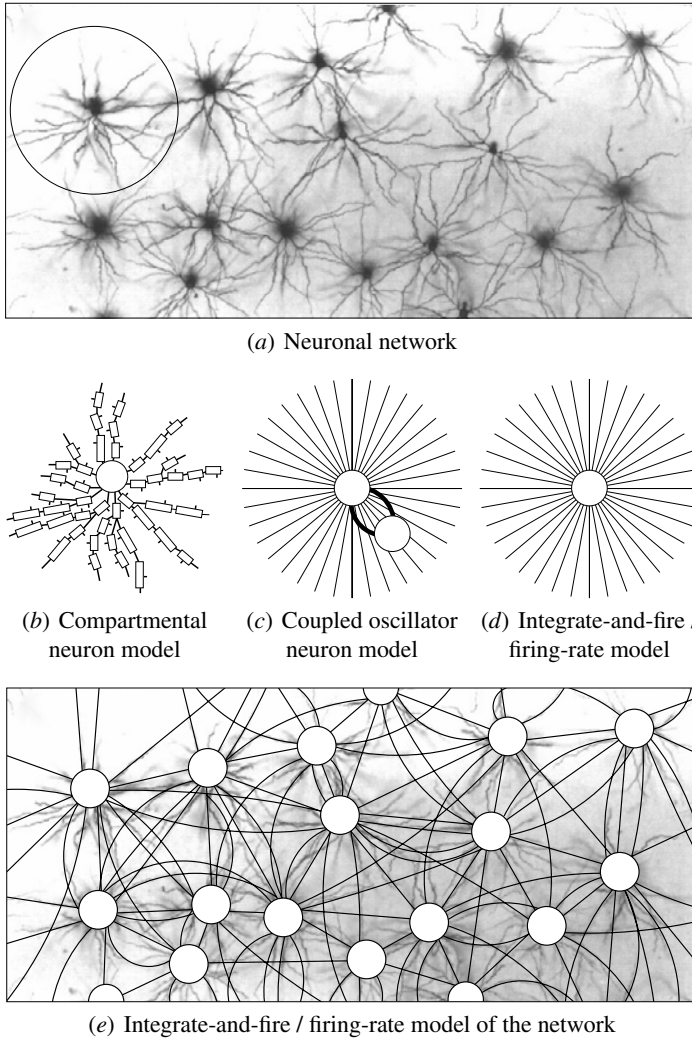 (a) Neuronal network
(b) Compartmental
neuron model
(c) Coupled oscillator
neuron model
(d) Integrate-and-fire /
firing-rate model
(e) Integrate-and-fire / firing-rate model of the network